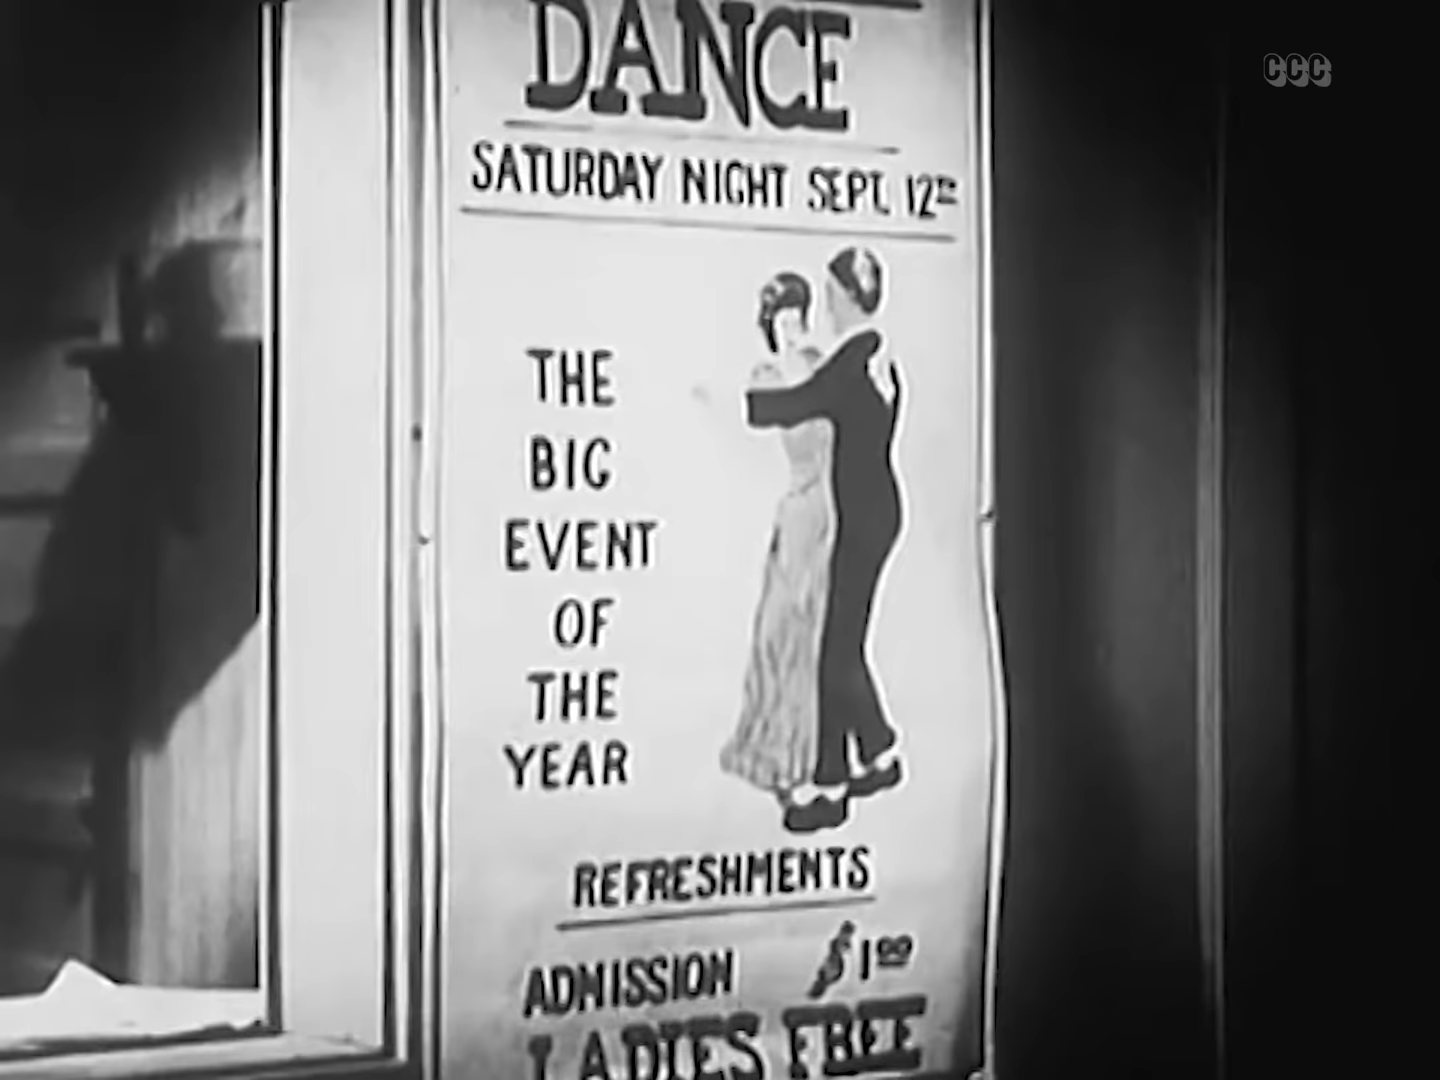 CCC
DANCE
SATURDAY NIGHT SEPT. 12TH
THE
BIG
EVENT
OF
THE
YEAR
REFRESHMENTS
ADMISSION $1.00
LADIES FREE